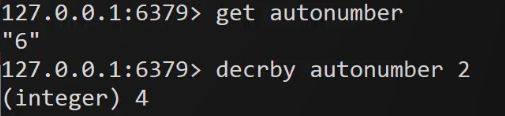 127.0.0.1:6379> get autonumber
"6"
127.0.0.1:6379> decrby autonumber 2
(integer) 4